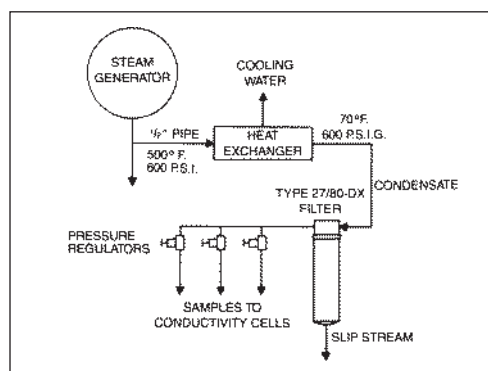 STEAM
GENERATOR
COOLING
WATER
½" PIPE
500° F.
600 P.S.I.
HEAT
EXCHANGER
70°F.
600 P.S.I.G.
CONDENSATE
TYPE 27/80-DX
FILTER
PRESSURE
REGULATORS
SAMPLES TO
CONDUCTIVITY CELLS
SLIP STREAM